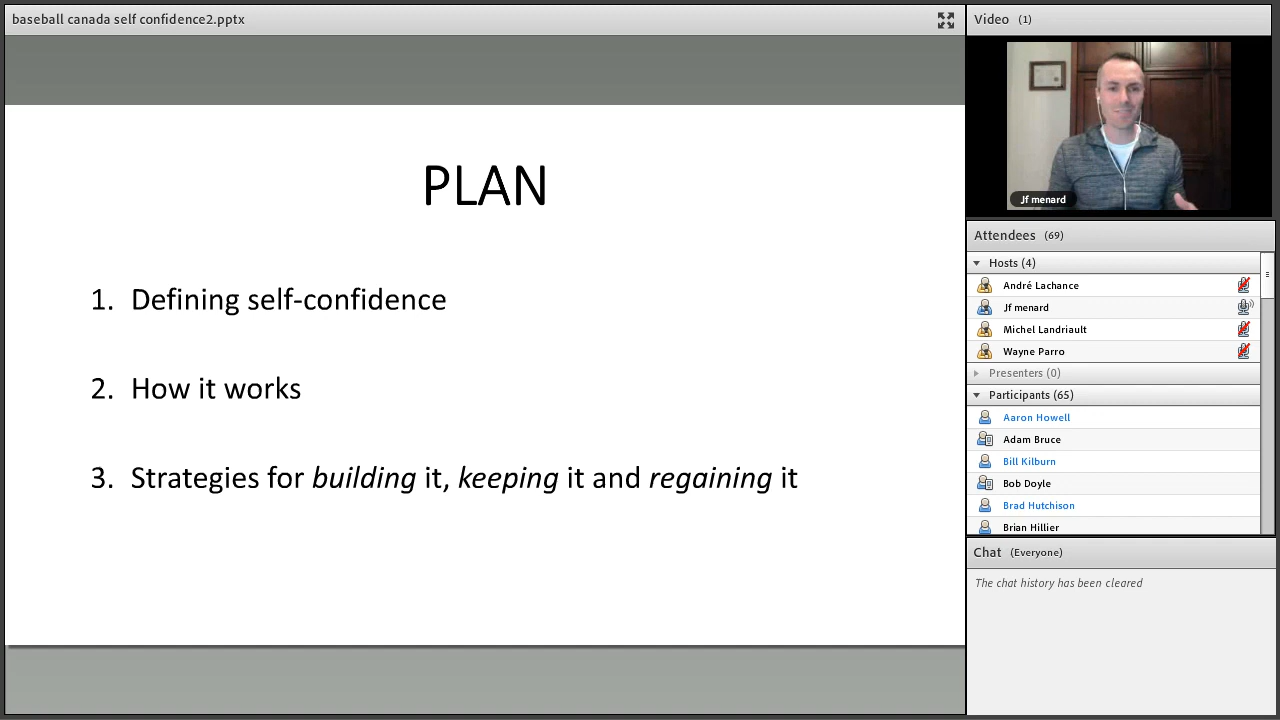 baseball canada self confidence2.pptx
PLAN
1. Defining self-confidence
2. How it works
3. Strategies for building it, keeping it and regaining it
Video (1)
Jf menard
Attendees (69)
Hosts (4)
André Lachance
Jf menard
Michel Landriault
Wayne Parro
Presenters (0)
Participants (65)
Aaron Howell
Adam Bruce
Bill Kilburn
Bob Doyle
Brad Hutchison
Brian Hillier
Chat (Everyone)
The chat history has been cleared